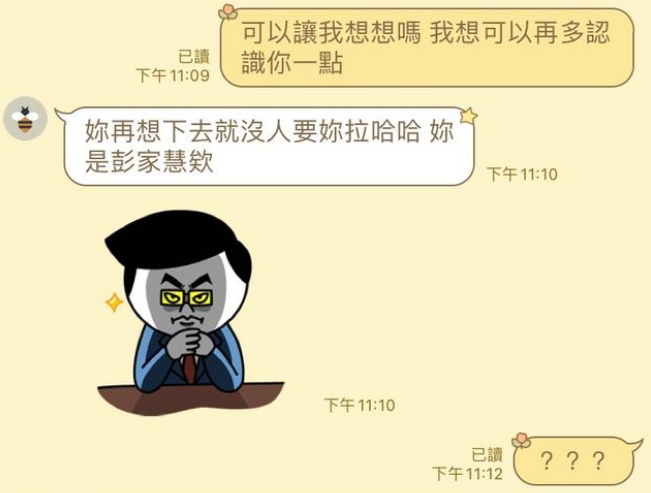 可以讓我想想嗎 我想可以再多認
識你一點
已讀
下午 11:09
妳再想下去就沒人要妳拉哈哈 妳
是彭家慧欸
下午 11:10
下午 11:10
已讀
下午 11:12
？？？